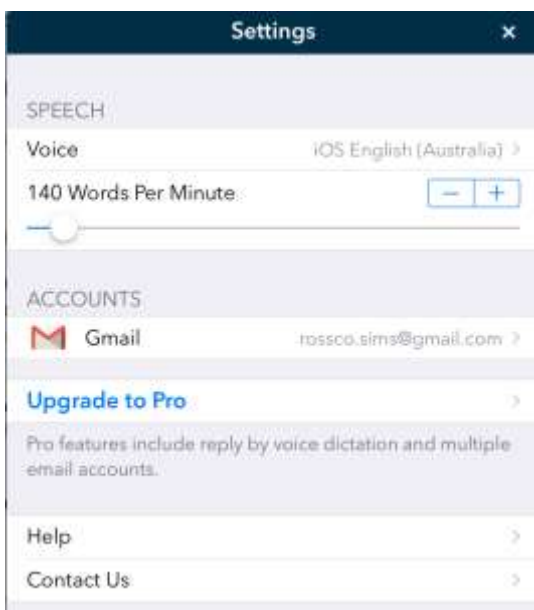 Settings ×
SPEECH
Voice iOS English (Australia) >
140 Words Per Minute − +
ACCOUNTS
Gmail rossco.sims@gmail.com >
Upgrade to Pro >
Pro features include reply by voice dictation and multiple
email accounts.
Help >
Contact Us >